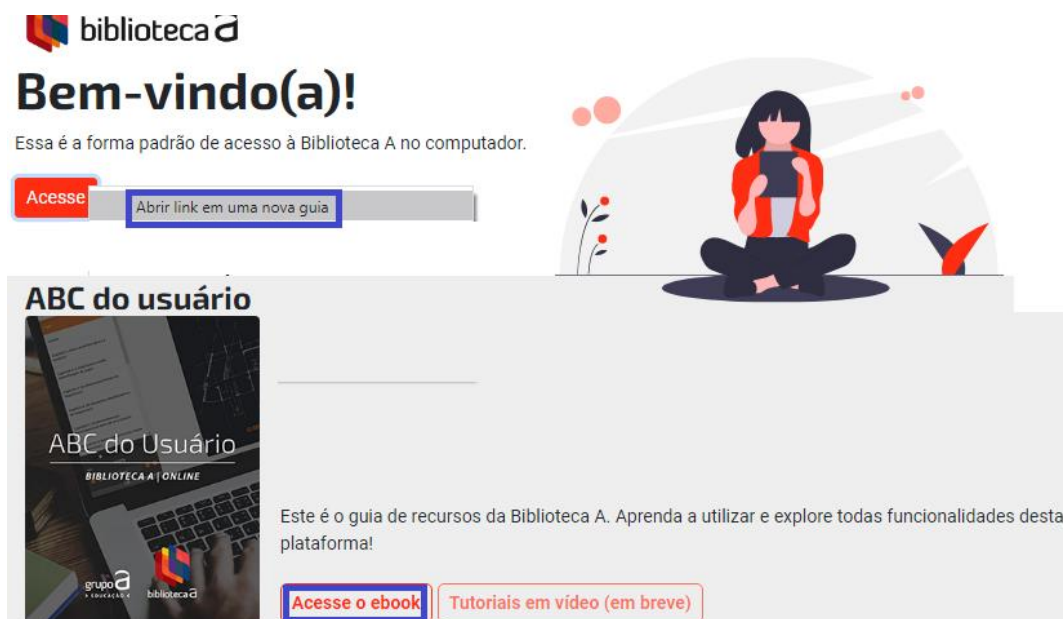 biblioteca a
Bem-vindo(a)!
Essa é a forma padrão de acesso à Biblioteca A no computador.
Acesse
Abrir link em uma nova guia
ABC do usuário
ABC do Usuário
BIBLIOTECA A | ONLINE
grupo a
EDUCAÇÃO
biblioteca a
Este é o guia de recursos da Biblioteca A. Aprenda a utilizar e explore todas funcionalidades desta
plataforma!
Acesse o ebook
Tutoriais em vídeo (em breve)